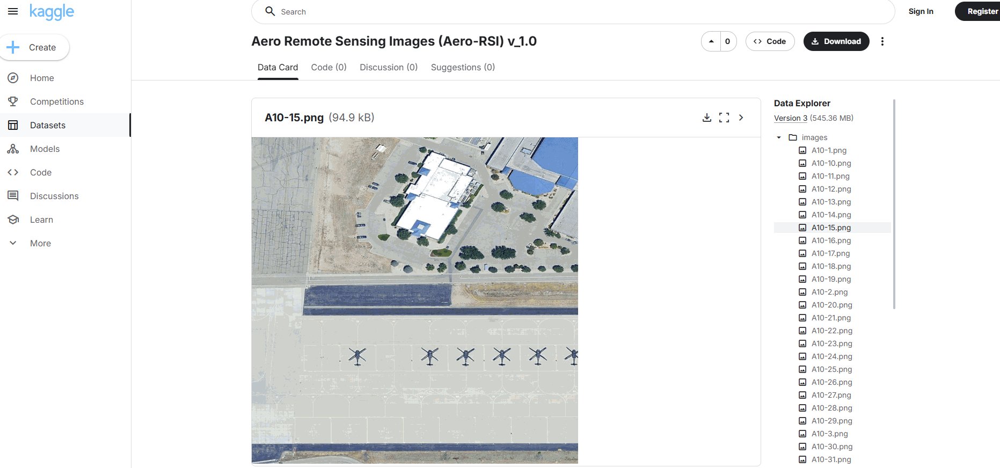 kaggle
Search
Sign In
Register
Create
Home
Competitions
Datasets
Models
Code
Discussions
Learn
More
Aero Remote Sensing Images (Aero-RSI) v_1.0
0
Code
Download
Data Card
Code (0)
Discussion (0)
Suggestions (0)
A10-15.png (94.9 kB)
Data Explorer
Version 3 (545.36 MB)
images
A10-1.png
A10-10.png
A10-11.png
A10-12.png
A10-13.png
A10-14.png
A10-15.png
A10-16.png
A10-17.png
A10-18.png
A10-19.png
A10-2.png
A10-20.png
A10-21.png
A10-22.png
A10-23.png
A10-24.png
A10-25.png
A10-26.png
A10-27.png
A10-28.png
A10-29.png
A10-3.png
A10-30.png
A10-31.png